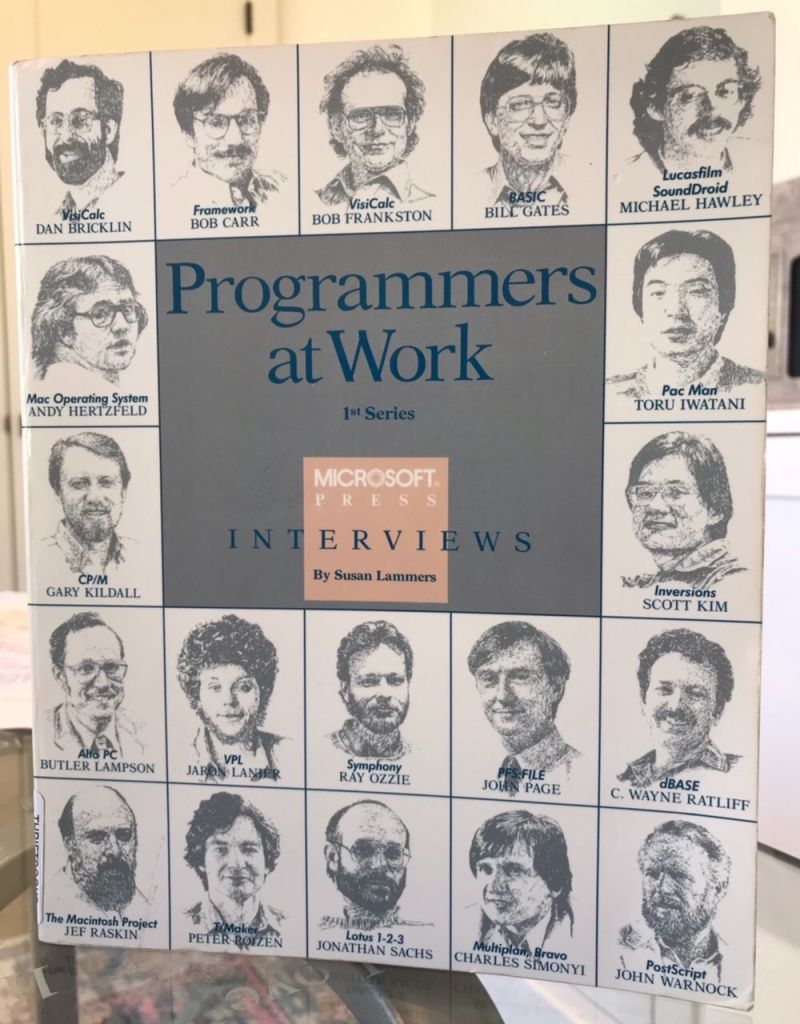 VisiCalc
DAN BRICKLIN
Framework
BOB CARR
VisiCalc
BOB FRANKSTON
BASIC
BILL GATES
Lucasfilm
SoundDroid
MICHAEL HAWLEY
Programmers
at Work
1st Series
Mac Operating System
ANDY HERTZFELD
Pac Man
TORU IWATANI
MICROSOFT®
PRESS
INTERVIEWS
By Susan Lammers
CP/M
GARY KILDALL
Inversions
SCOTT KIM
Alto PC
BUTLER LAMPSON
VPL
JARON LANIER
Symphony
RAY OZZIE
PFS:FILE
JOHN PAGE
dBASE
C. WAYNE RATLIFF
The Macintosh Project
JEF RASKIN
T/Maker
PETER ROIZEN
Lotus 1-2-3
JONATHAN SACHS
Multiplan, Bravo
CHARLES SIMONYI
PostScript
JOHN WARNOCK